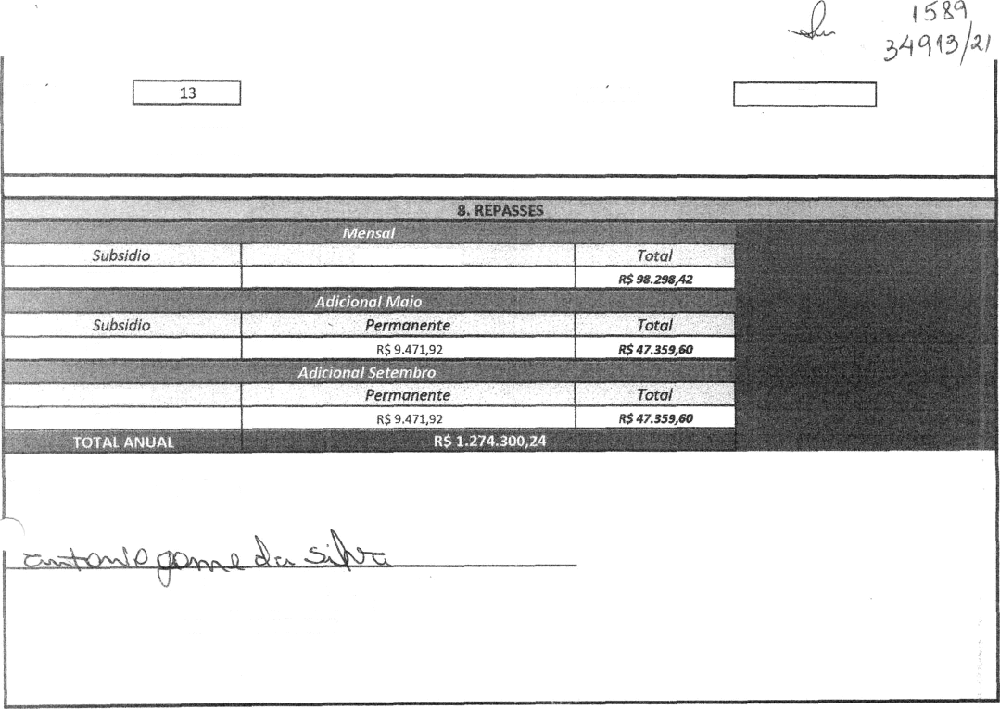 1589
34913/21
13
8. REPASSES
Mensal
Subsidio Total
R$ 98.298,42
Adicional Maio
Subsidio Permanente Total
R$ 9.471,92 R$ 47.359,60
Adicional Setembro
Permanente Total
R$ 9.471,92 R$ 47.359,60
TOTAL ANUAL R$ 1.274.300,24
antonio gome da silva